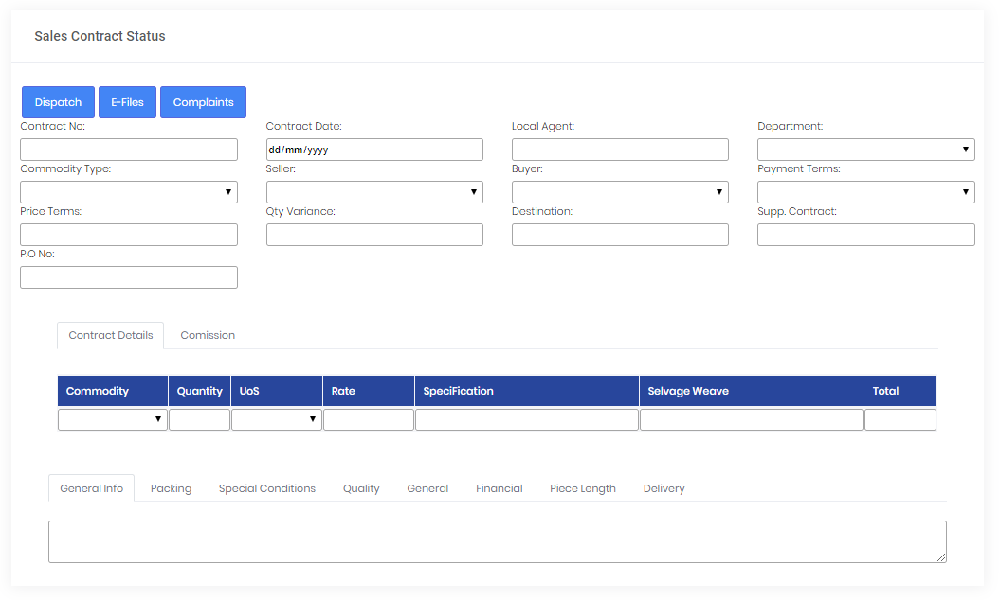 Sales Contract Status
Dispatch E-Files Complaints
Contract No: Contract Date: Local Agent: Department:
dd/mm/yyyy
Commodity Type: Seller: Buyer: Payment Terms:
Price Terms: Qty Variance: Destination: Supp. Contract:
P.O No:
Contract Details Comission
Commodity Quantity UoS Rate SpeciFication Selvage Weave Total
General Info Packing Special Conditions Quality General Financial Piece Length Delivery